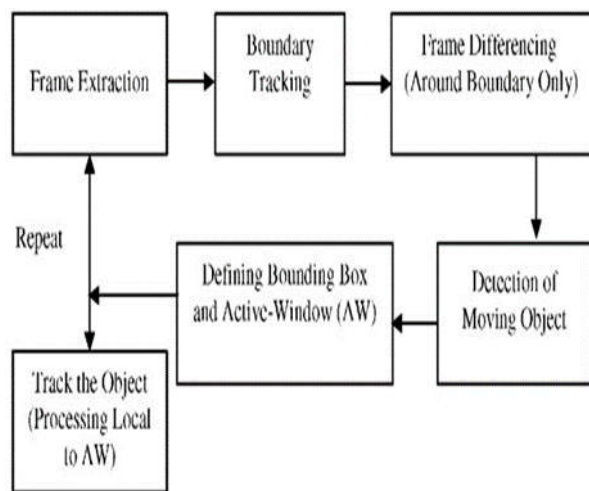 Frame Extraction
Boundary
Tracking
Frame Differencing
(Around Boundary Only)
Detection of
Moving Object
Defining Bounding Box
and Active-Window (AW)
Repeat
Track the Object
(Processing Local
to AW)